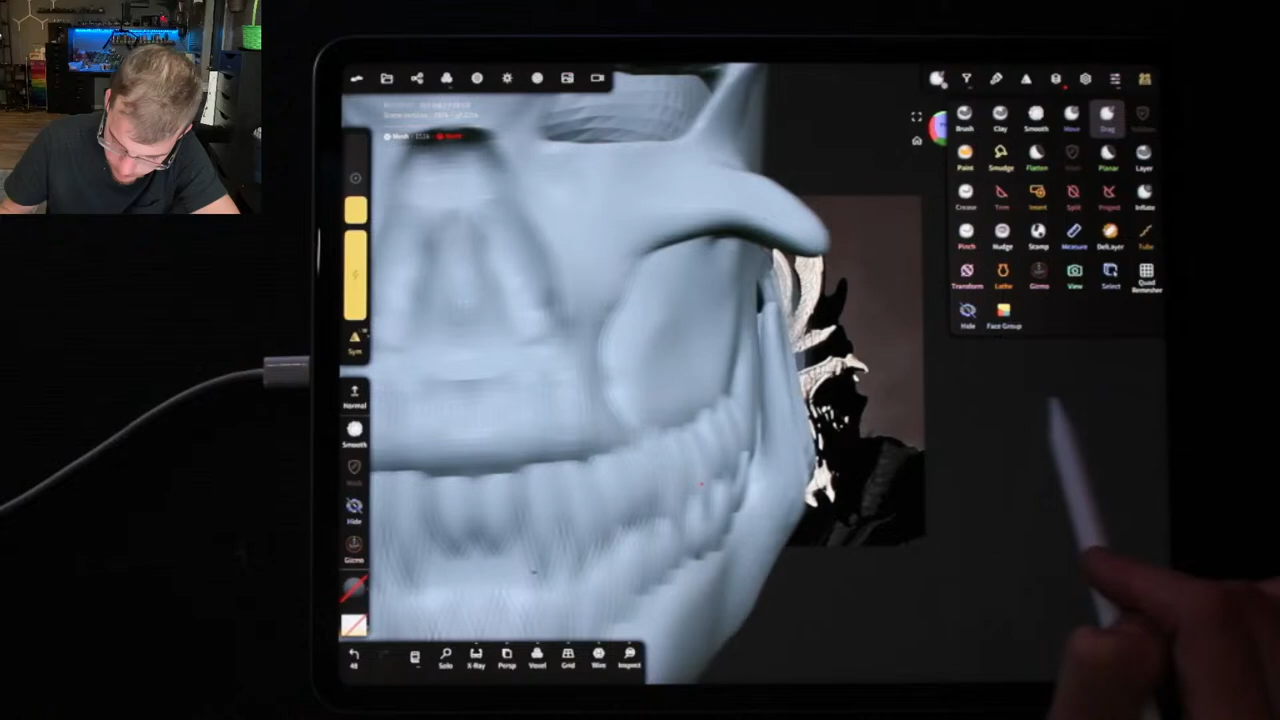 Brush Clay Smooth Move Drag
Paint Smudge Flatten Planar Layer
Crease Trim Insert Split Project Inflate
Pinch Nudge Stamp Measure DelLayer Tube
Transform Lathe Gizmo View Select Quad Remesher
Hide Face Group
Sym
Normal
Smooth
Mask
Hide
Gizmo
48 Solo X-Ray Persp Voxel Grid Wire Inspect